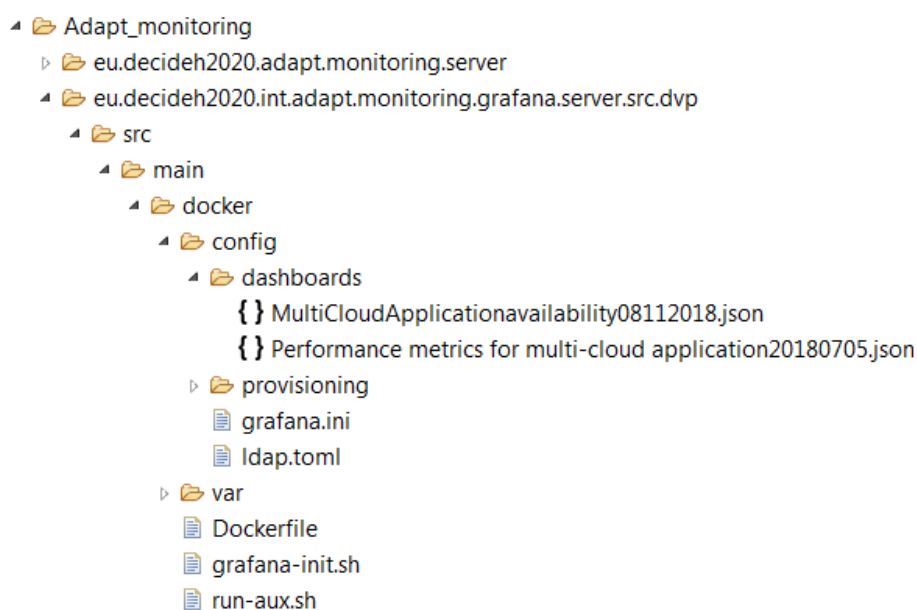 Adapt_monitoring
eu.decideh2020.adapt.monitoring.server
eu.decideh2020.int.adapt.monitoring.grafana.server.src.dvp
src
main
docker
config
dashboards
{} MultiCloudApplicationavailability08112018.json
{} Performance metrics for multi-cloud application20180705.json
provisioning
grafana.ini
ldap.toml
var
Dockerfile
grafana-init.sh
run-aux.sh